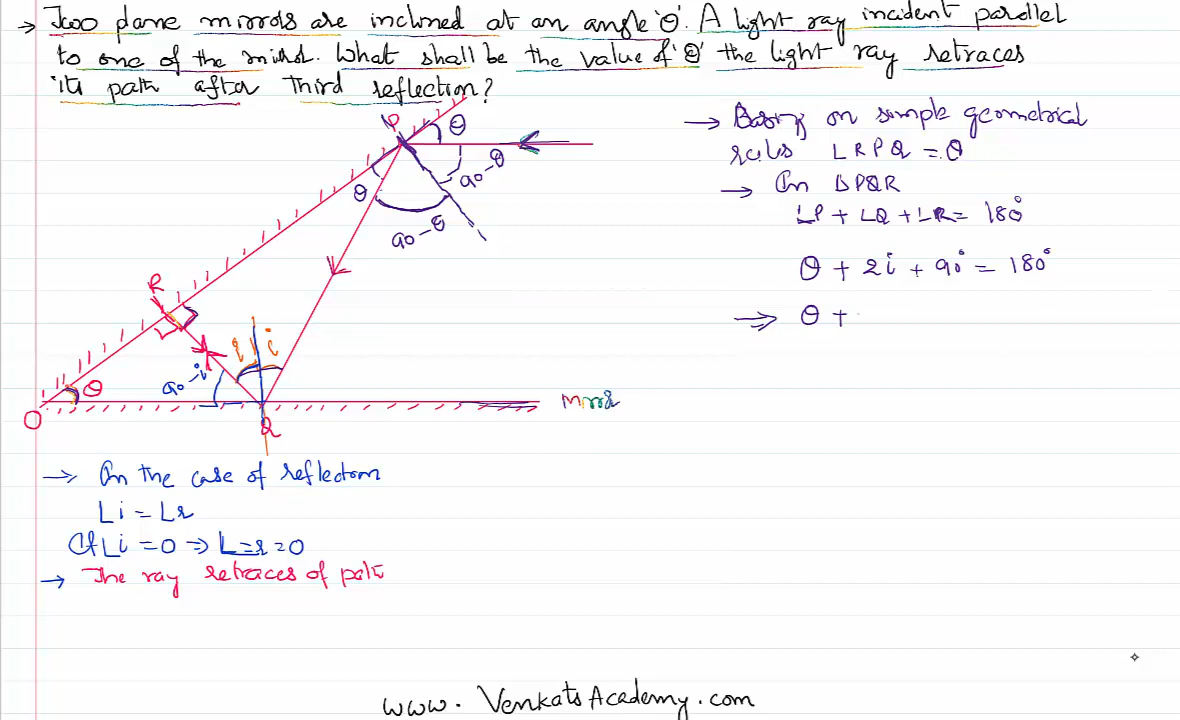 → Two plane mirrors are inclined at an angle 'θ'. A light ray incident parallel
to one of the mirror. What shall be the value of 'θ' the light ray retraces
its path after third reflection?
P
θ
90-θ
θ
90-θ
R
r
i
90-i
θ
O
Q
Mirror
→ Basing on simple geometrical
rules ∠RPQ = θ
→ In ΔPQR
∠P + ∠Q + ∠R = 180°
θ + 2i + 90° = 180°
⇒ θ +
→ In the case of reflection
∠i = ∠r
If ∠i = 0 ⇒ ∠=r=0
→ The ray retraces of path
www. VenkatsAcademy.com